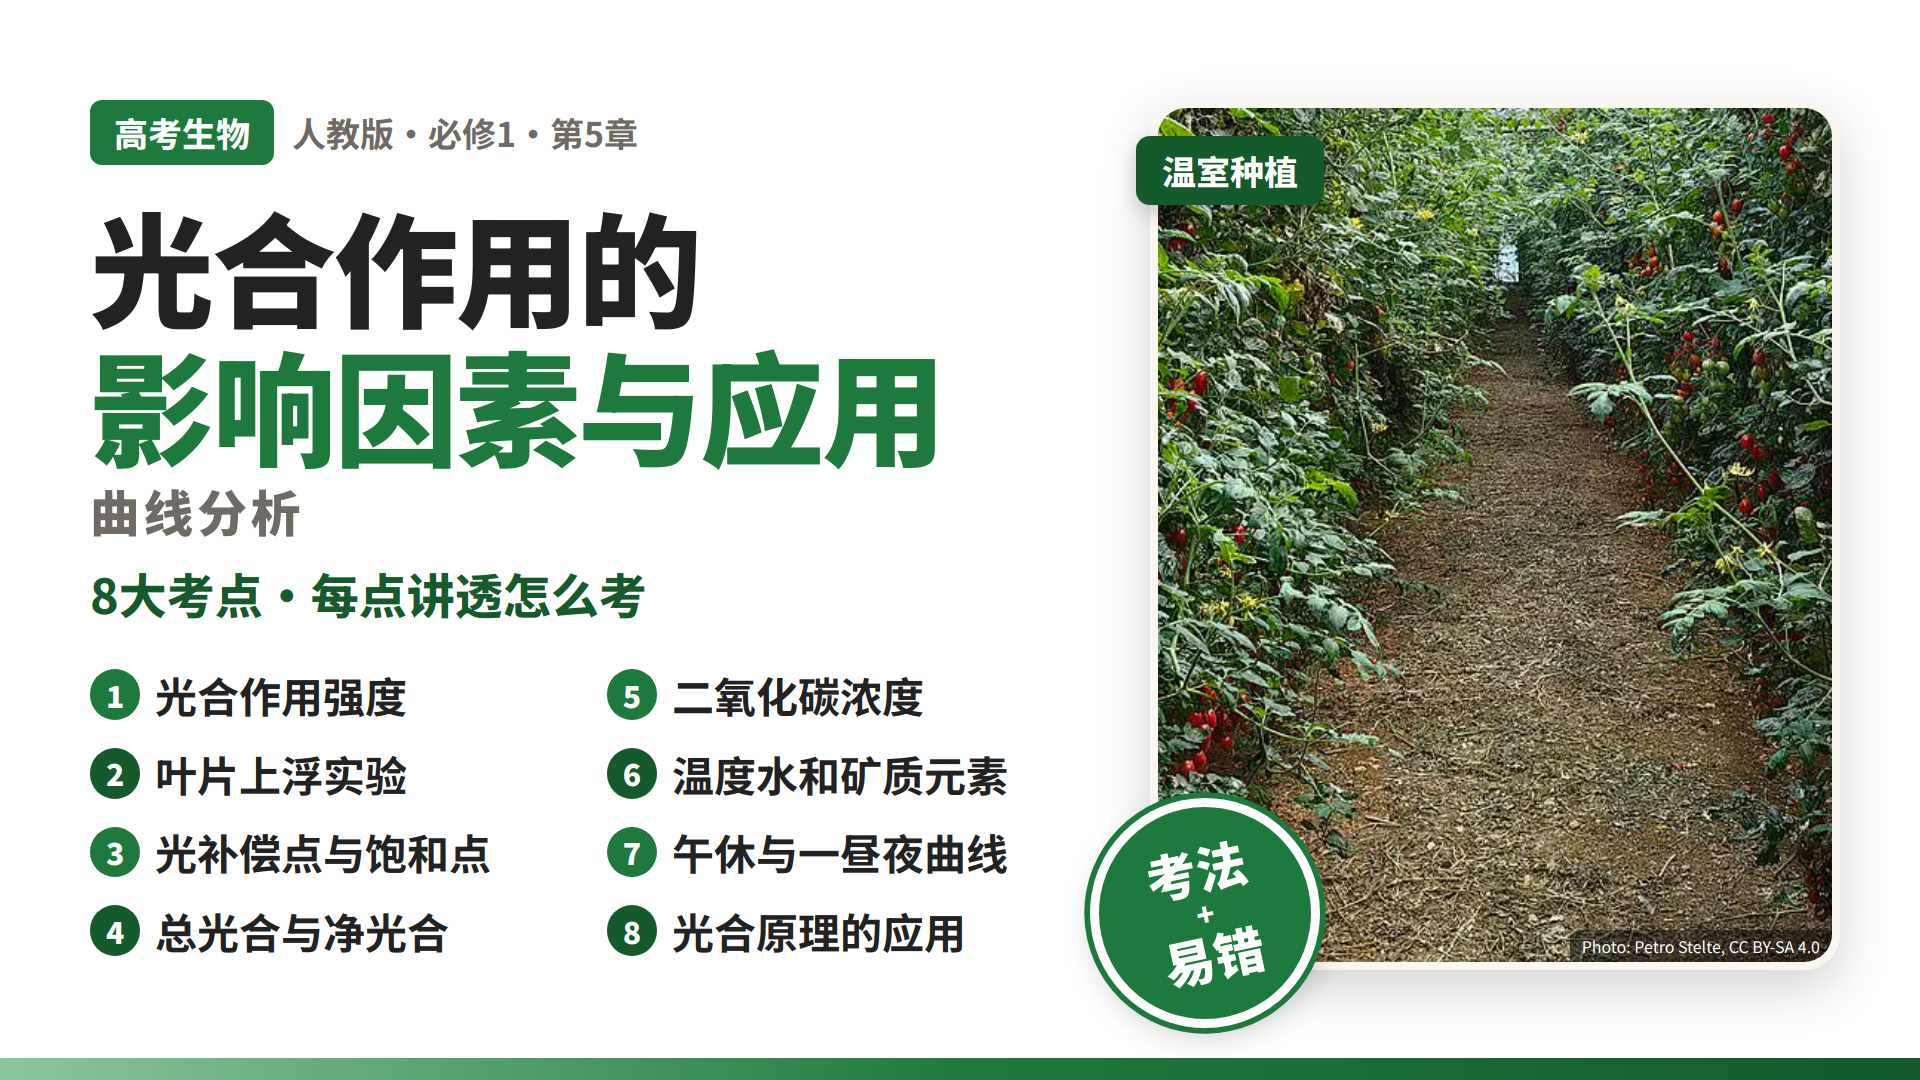 高考生物
人教版·必修1·第5章
光合作用的
影响因素与应用
曲线分析
8大考点·每点讲透怎么考
1 光合作用强度
2 叶片上浮实验
3 光补偿点与饱和点
4 总光合与净光合
5 二氧化碳浓度
6 温度水和矿质元素
7 午休与一昼夜曲线
8 光合原理的应用
温室种植
考法
+
易错
Photo: Petro Stelte, CC BY-SA 4.0